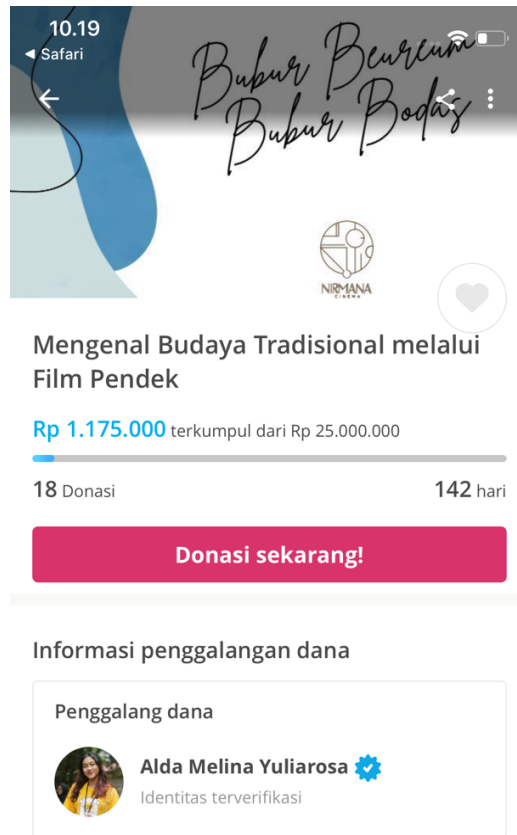 10.19
Safari
Bubur Beureum
Bubur Bodas
NIRMANA
CINEMA
Mengenal Budaya Tradisional melalui
Film Pendek
Rp 1.175.000 terkumpul dari Rp 25.000.000
18 Donasi 142 hari
Donasi sekarang!
Informasi penggalangan dana
Penggalang dana
Alda Melina Yuliarosa
Identitas terverifikasi